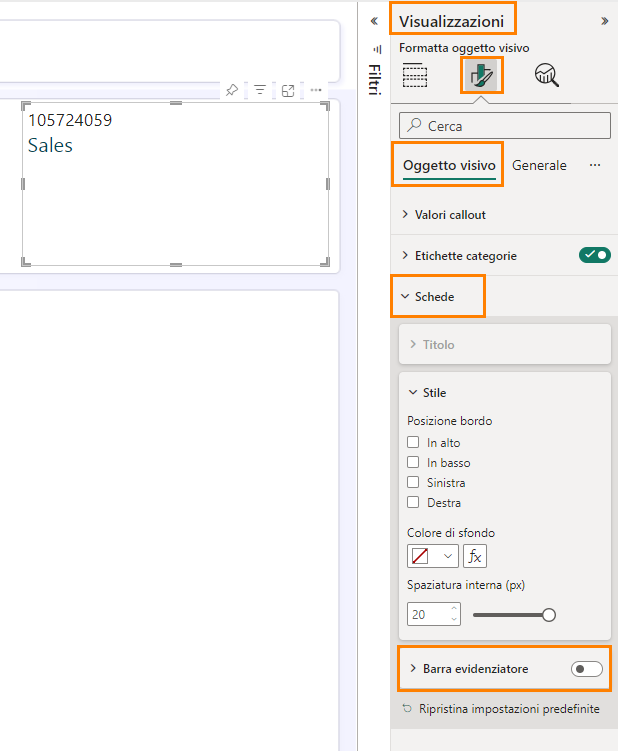 105724059
Sales
Filtri
Visualizzazioni
Formatta oggetto visivo
Cerca
Oggetto visivo
Generale
Valori callout
Etichette categorie
Schede
Titolo
Stile
Posizione bordo
In alto
In basso
Sinistra
Destra
Colore di sfondo
fx
Spaziatura interna (px)
20
Barra evidenziatore
Ripristina impostazioni predefinite